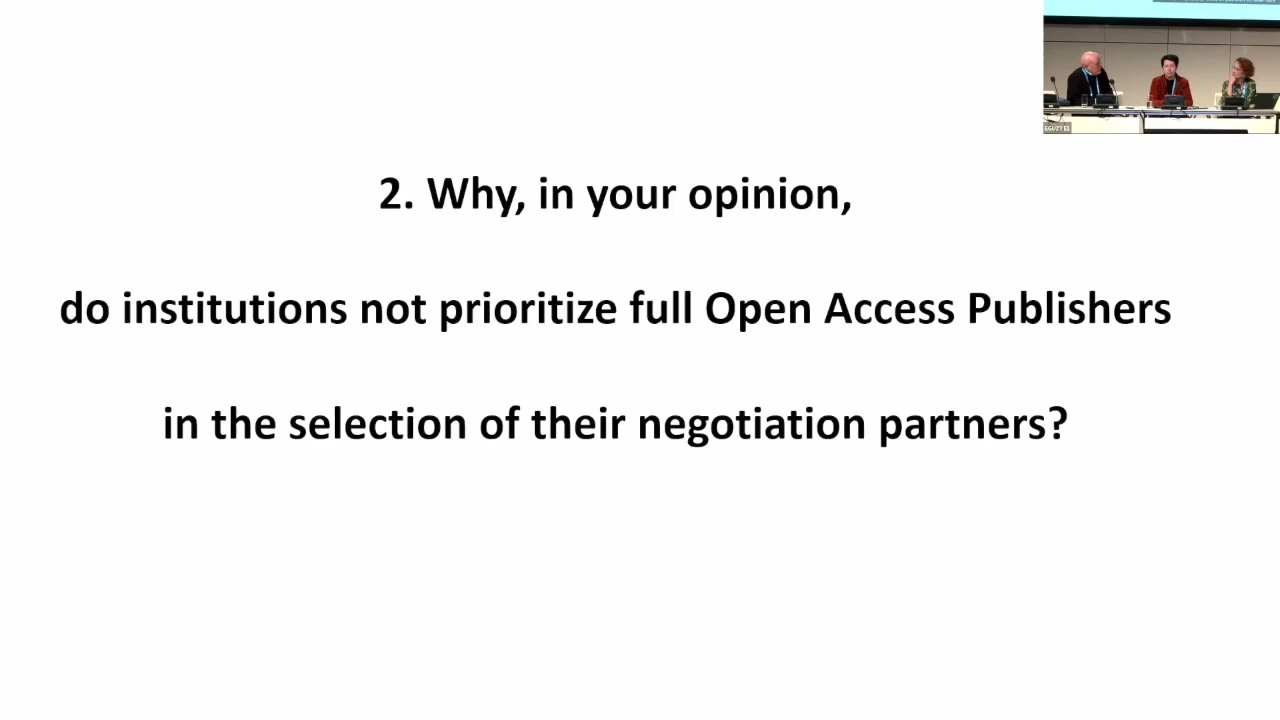 2. Why, in your opinion,
do institutions not prioritize full Open Access Publishers
in the selection of their negotiation partners?